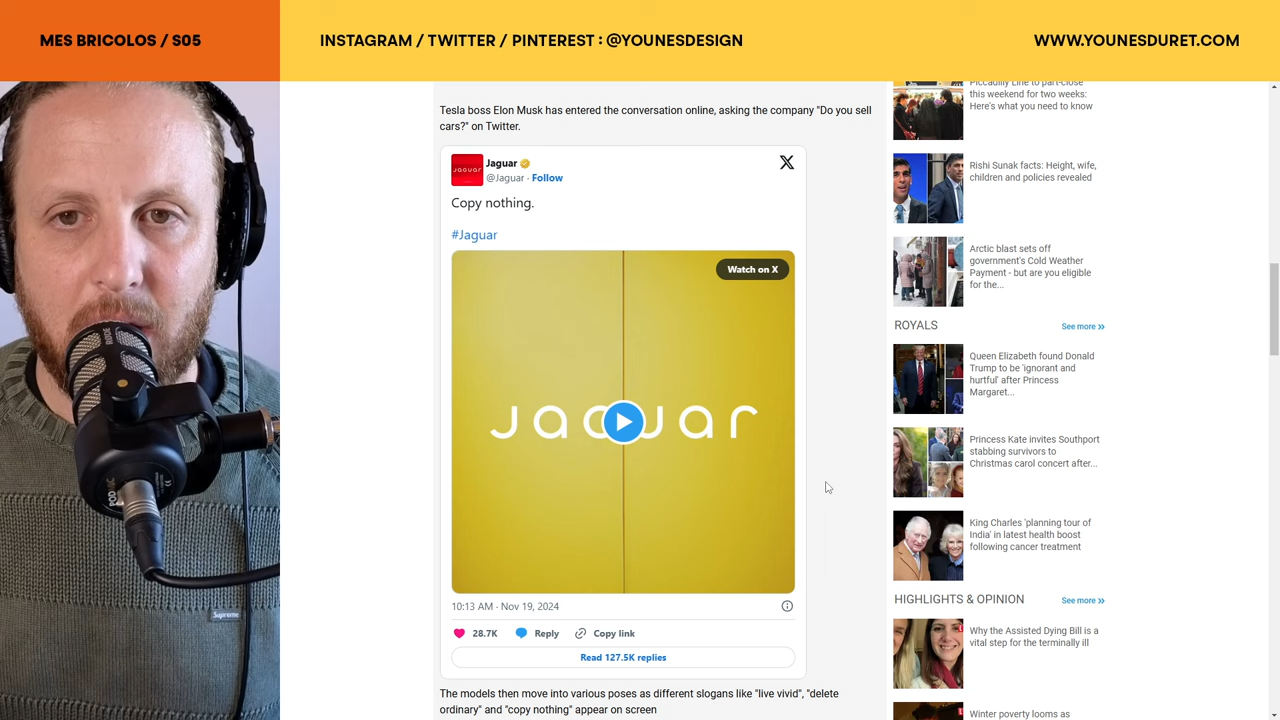 MES BRICOLOS / S05
INSTAGRAM / TWITTER / PINTEREST : @YOUNESDESIGN
WWW.YOUNESDURET.COM
RØDE
POD
Supreme
Tesla boss Elon Musk has entered the conversation online, asking the company "Do you sell
cars?" on Twitter.
Jaguar
@Jaguar · Follow
Copy nothing.
#Jaguar
Watch on X
Jaguar
10:13 AM · Nov 19, 2024
28.7K
Reply
Copy link
Read 127.5K replies
The models then move into various poses as different slogans like "live vivid", "delete
ordinary" and "copy nothing" appear on screen
Piccadilly Line to part-close
this weekend for two weeks:
Here's what you need to know
Rishi Sunak facts: Height, wife,
children and policies revealed
Arctic blast sets off
government's Cold Weather
Payment - but are you eligible
for the...
ROYALS
See more
Queen Elizabeth found Donald
Trump to be 'ignorant and
hurtful' after Princess
Margaret...
Princess Kate invites Southport
stabbing survivors to
Christmas carol concert after...
King Charles 'planning tour of
India' in latest health boost
following cancer treatment
HIGHLIGHTS & OPINION
See more
Why the Assisted Dying Bill is a
vital step for the terminally ill
Winter poverty looms as